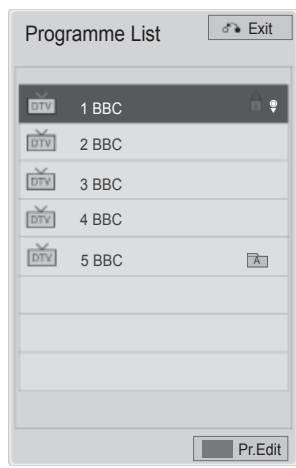 Programme List
Exit
DTV 1 BBC
DTV 2 BBC
DTV 3 BBC
DTV 4 BBC
DTV 5 BBC A
Pr.Edit